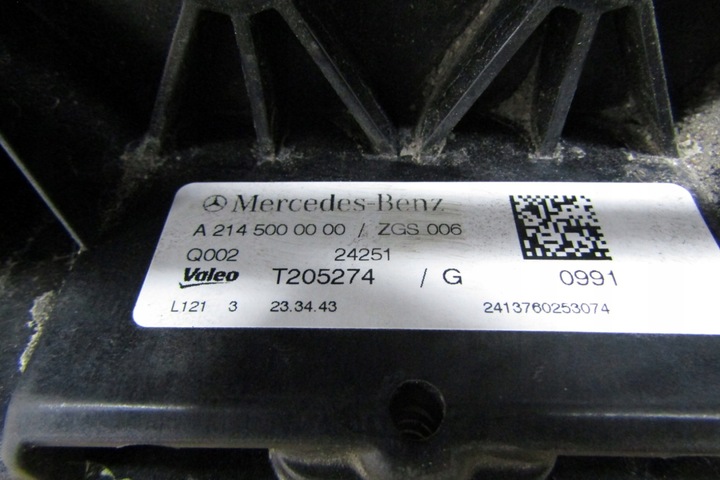 Mercedes-Benz
A 214 500 00 00 / ZGS 006
Q002 24251
Valeo T205274 / G 0991
L121 3 23.34.43 2413760253074